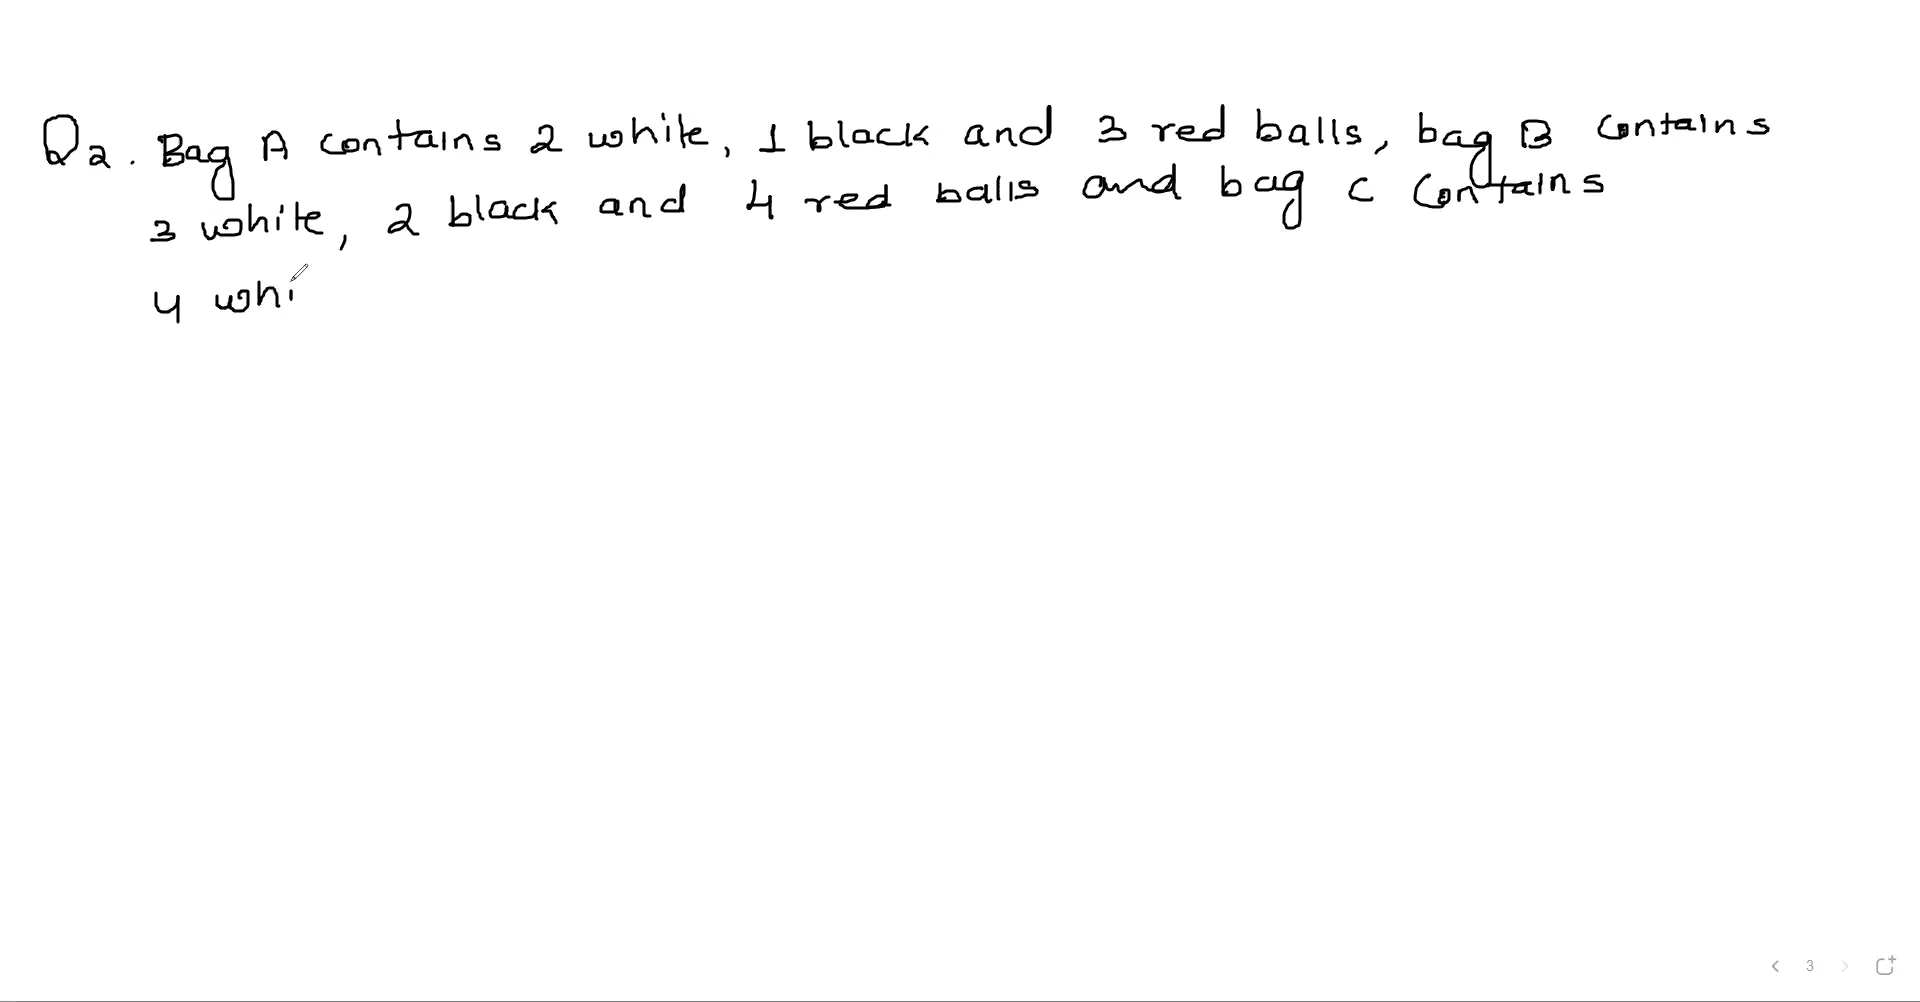 Q2. Bag A contains 2 white, 1 black and 3 red balls, bag B contains
3 white, 2 black and 4 red balls and bag C contains
4 whi
3